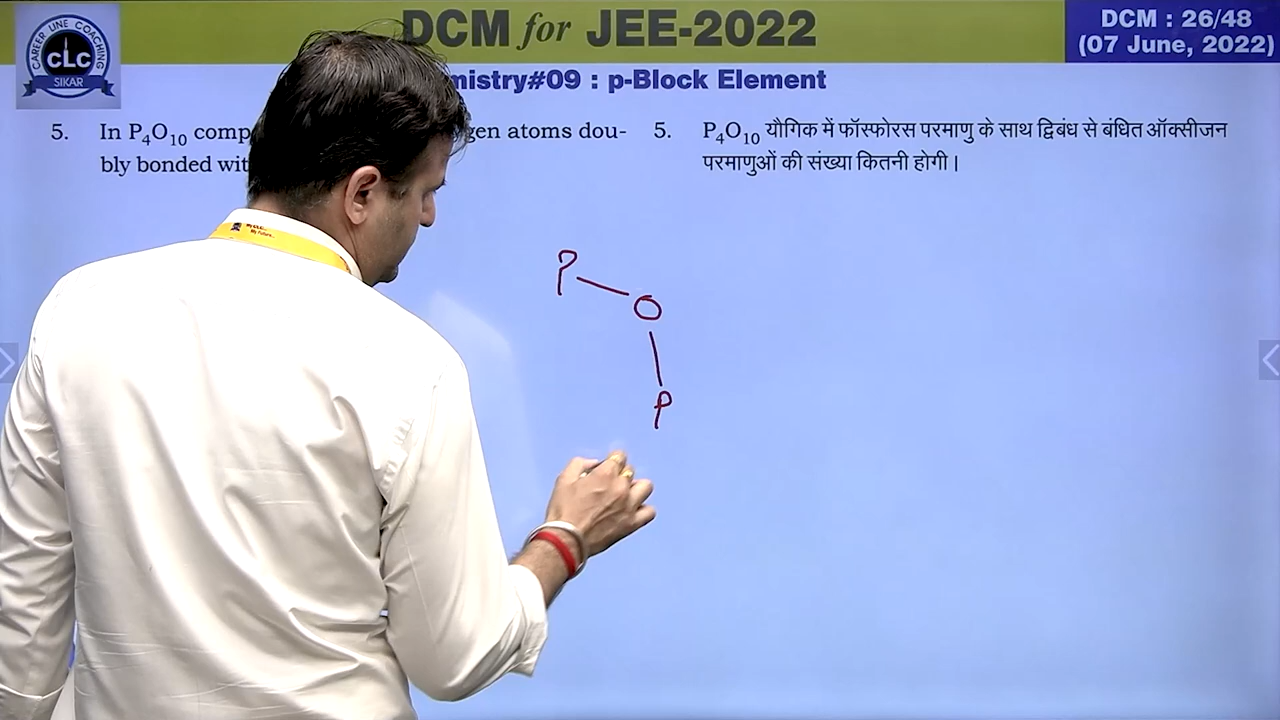 DCM for JEE-2022
DCM : 26/48
(07 June, 2022)
CAREER LINE COACHING
CLC
SIKAR
mistry#09 : p-Block Element
5. In P₄O₁₀ comp gen atoms dou-
bly bonded wit
5. P₄O₁₀ यौगिक में फॉस्फोरस परमाणु के साथ द्विबंध से बंधित ऑक्सीजन
परमाणुओं की संख्या कितनी होगी।
P
O
P